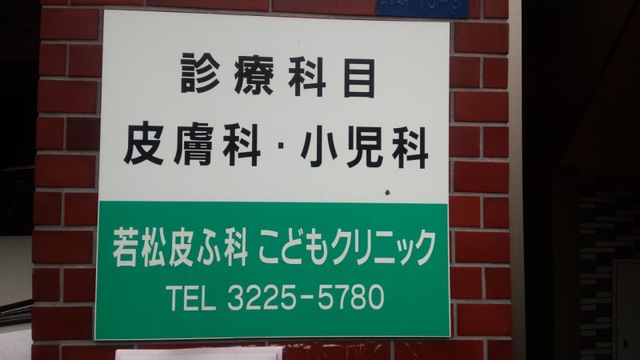 診療科目
皮膚科・小児科
若松皮ふ科 こどもクリニック
TEL 3225-5780